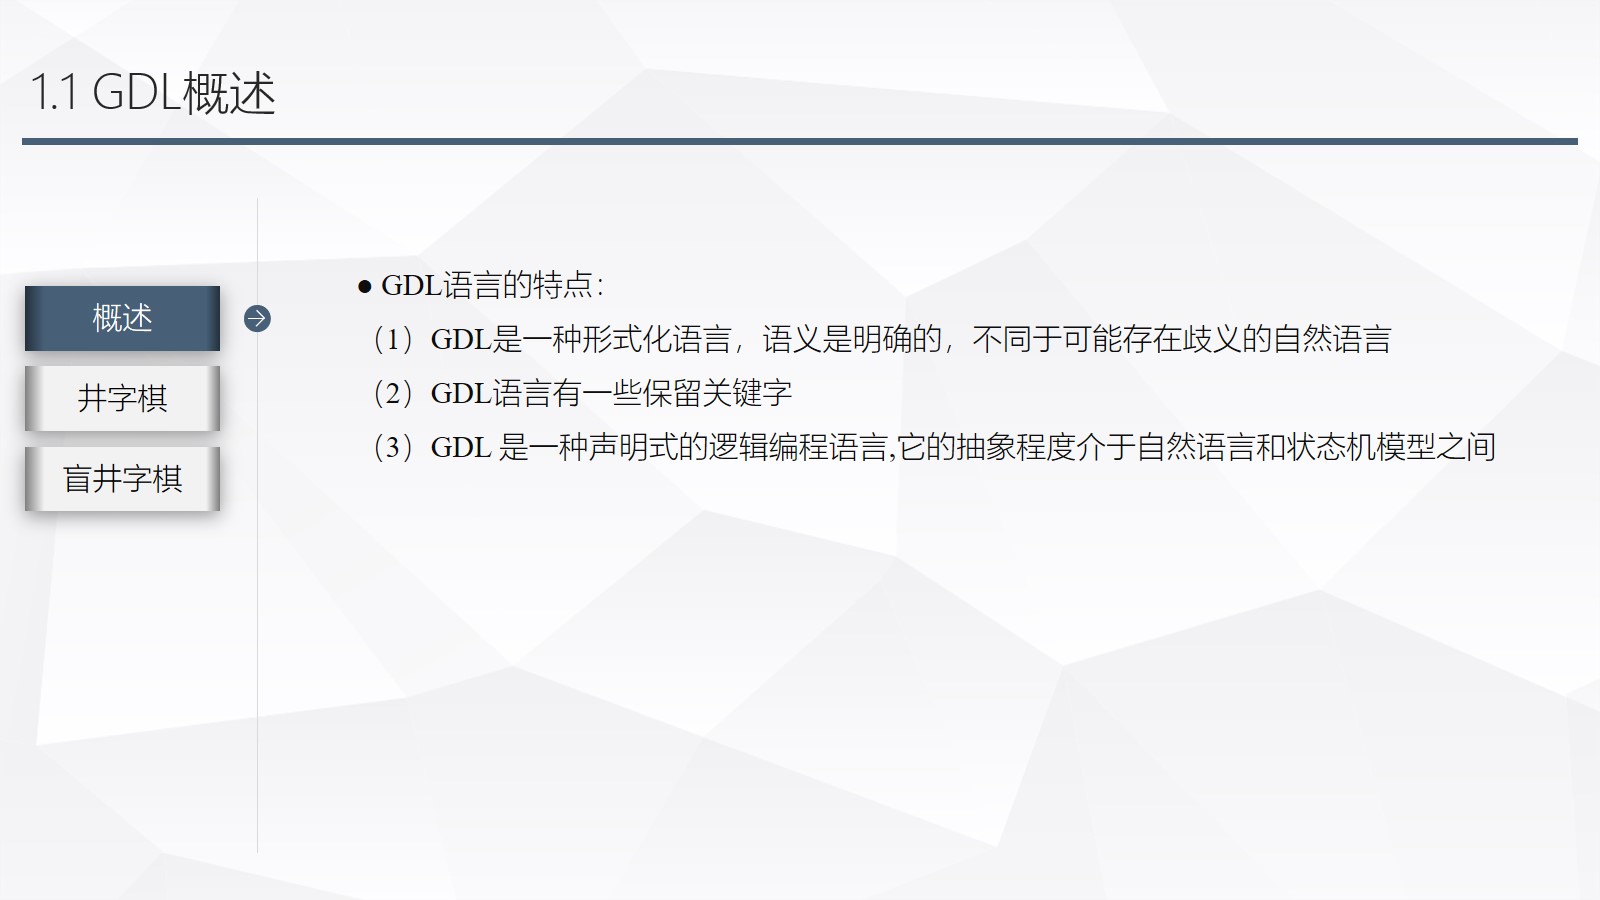 1.1 GDL概述
概述
井字棋
盲井字棋
● GDL语言的特点：
（1）GDL是一种形式化语言，语义是明确的，不同于可能存在歧义的自然语言
（2）GDL语言有一些保留关键字
（3）GDL 是一种声明式的逻辑编程语言,它的抽象程度介于自然语言和状态机模型之间